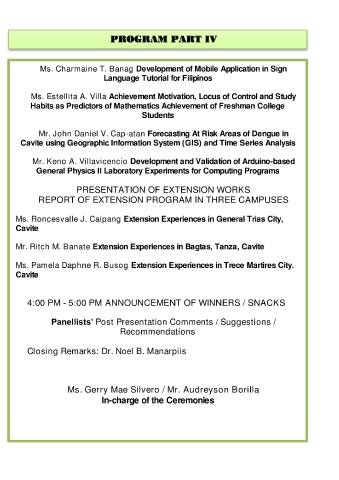 PROGRAM PART IV
Ms. Charmaine T. Banag Development of Mobile Application in Sign
Language Tutorial for Filipinos
Ms. Estellita A. Villa Achievement Motivation, Locus of Control and Study
Habits as Predictors of Mathematics Achievement of Freshman College
Students
Mr. John Daniel V. Cap-atan Forecasting At Risk Areas of Dengue in
Cavite using Geographic Information System (GIS) and Time Series Analysis
Mr. Keno A. Villavicencio Development and Validation of Arduino-based
General Physics II Laboratory Experiments for Computing Programs
PRESENTATION OF EXTENSION WORKS
REPORT OF EXTENSION PROGRAM IN THREE CAMPUSES
Ms. Roncesvalle J. Caipang Extension Experiences in General Trias City,
Cavite
Mr. Ritch M. Banate Extension Experiences in Bagtas, Tanza, Cavite
Ms. Pamela Daphne R. Busog Extension Experiences in Trece Martires City.
Cavite
4:00 PM - 5:00 PM ANNOUNCEMENT OF WINNERS / SNACKS
Panellists' Post Presentation Comments / Suggestions /
Recommendations
Closing Remarks: Dr. Noel B. Manarpiis
Ms. Gerry Mae Silvero / Mr. Audreyson Borilla
In-charge of the Ceremonies